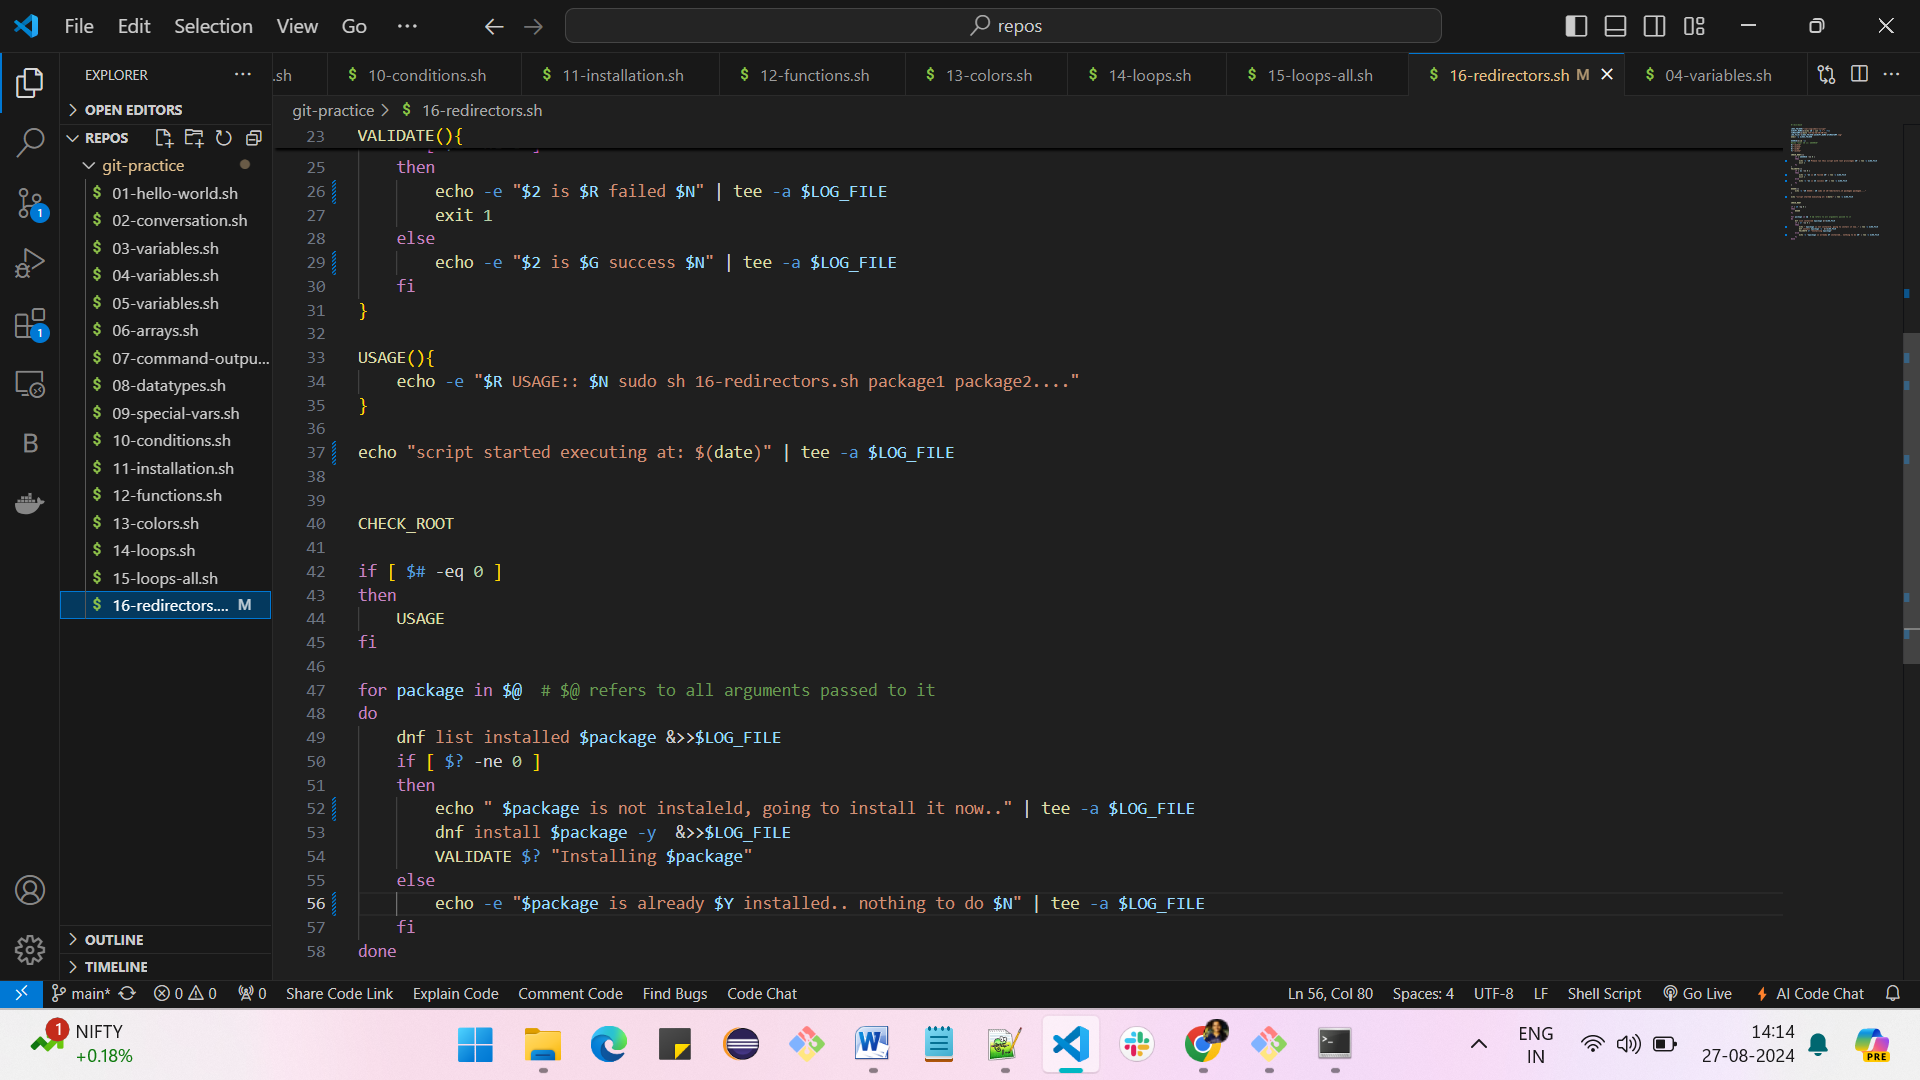 File Edit Selection View Go ··· repos
EXPLORER ···
.sh $ 10-conditions.sh $ 11-installation.sh $ 12-functions.sh $ 13-colors.sh $ 14-loops.sh $ 15-loops-all.sh $ 16-redirectors.sh M $ 04-variables.sh ···
OPEN EDITORS
REPOS
git-practice
$ 01-hello-world.sh
$ 02-conversation.sh
$ 03-variables.sh
$ 04-variables.sh
$ 05-variables.sh
$ 06-arrays.sh
$ 07-command-outpu...
$ 08-datatypes.sh
$ 09-special-vars.sh
$ 10-conditions.sh
$ 11-installation.sh
$ 12-functions.sh
$ 13-colors.sh
$ 14-loops.sh
$ 15-loops-all.sh
$ 16-redirectors.... M
OUTLINE
TIMELINE
1
1
B
git-practice > $ 16-redirectors.sh
23 VALIDATE(){
25 then
26 echo -e "$2 is $R failed $N" | tee -a $LOG_FILE
27 exit 1
28 else
29 echo -e "$2 is $G success $N" | tee -a $LOG_FILE
30 fi
31 }
32
33 USAGE(){
34 echo -e "$R USAGE:: $N sudo sh 16-redirectors.sh package1 package2...."
35 }
36
37 echo "script started executing at: $(date)" | tee -a $LOG_FILE
38
39
40 CHECK_ROOT
41
42 if [ $# -eq 0 ]
43 then
44 USAGE
45 fi
46
47 for package in $@ # $@ refers to all arguments passed to it
48 do
49 dnf list installed $package &>>$LOG_FILE
50 if [ $? -ne 0 ]
51 then
52 echo " $package is not instaleld, going to install it now.." | tee -a $LOG_FILE
53 dnf install $package -y &>>$LOG_FILE
54 VALIDATE $? "Installing $package"
55 else
56 echo -e "$package is already $Y installed.. nothing to do $N" | tee -a $LOG_FILE
57 fi
58 done
main* 0 0 0 Share Code Link Explain Code Comment Code Find Bugs Code Chat Ln 56, Col 80 Spaces: 4 UTF-8 LF Shell Script Go Live AI Code Chat
1 NIFTY
+0.18%
ENG
IN
14:14
27-08-2024
PRE